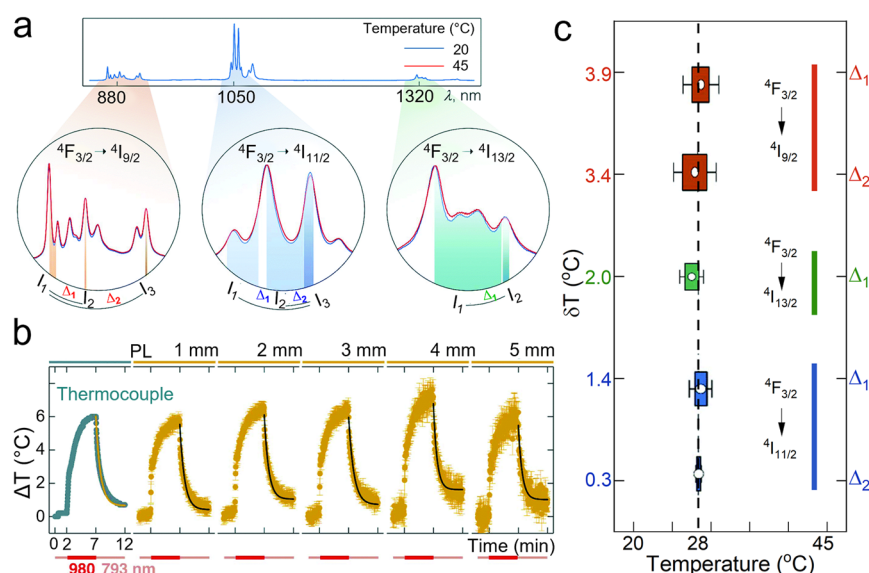 a
Temperature (°C)
20
45
880
1050
1320
λ, nm
⁴F₃/₂ → ⁴I₉/₂
⁴F₃/₂ → ⁴I₁₁/₂
⁴F₃/₂ → ⁴I₁₃/₂
I₁ Δ₁ I₂ Δ₂ I₃
I₁ Δ₁ I₂ Δ₂ I₃
I₁ Δ₁ I₂
b
PL 1 mm 2 mm 3 mm 4 mm 5 mm
Thermocouple
ΔT (°C)
6
4
2
0
0 2 7 12
Time (min)
980 793 nm
c
δT (°C)
3.9
3.4
2.0
1.4
0.3
⁴F₃/₂
⁴I₉/₂
Δ₁
Δ₂
⁴F₃/₂
⁴I₁₃/₂
Δ₁
⁴F₃/₂
⁴I₁₁/₂
Δ₁
Δ₂
20 28 45
Temperature (°C)